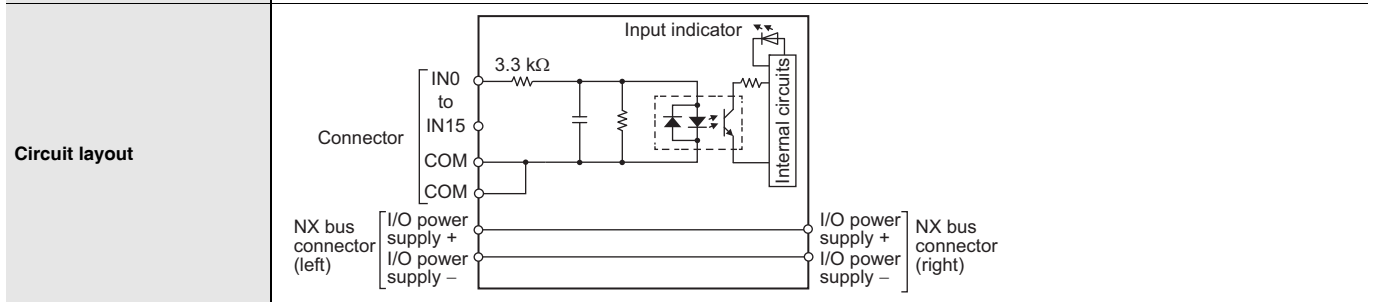 Circuit layout
Input indicator
3.3 kΩ
IN0
to
IN15
COM
COM
Connector
Internal circuits
NX bus
connector
(left)
I/O power
supply +
I/O power
supply −
I/O power
supply +
I/O power
supply −
NX bus
connector
(right)